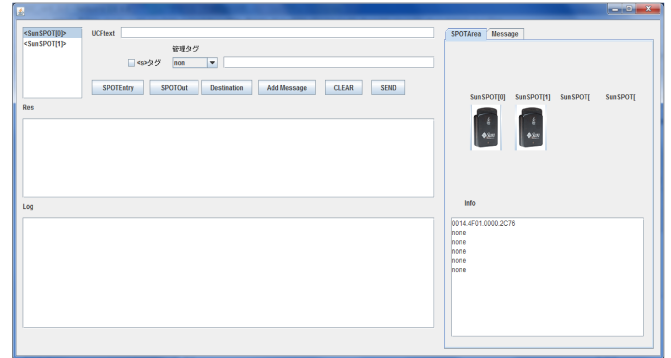 <SunSPOT[0]>
<SunSPOT[1]>
UCFtext
管理タグ
<s>タグ
non
SPOTEntry
SPOTOut
Destination
Add Message
CLEAR
SEND
Res
Log
SPOTArea
Message
SunSPOT[0]
SunSPOT[1]
SunSPOT[
SunSPOT[
Info
0014.4F01.0000.2C76
none
none
none
none
none